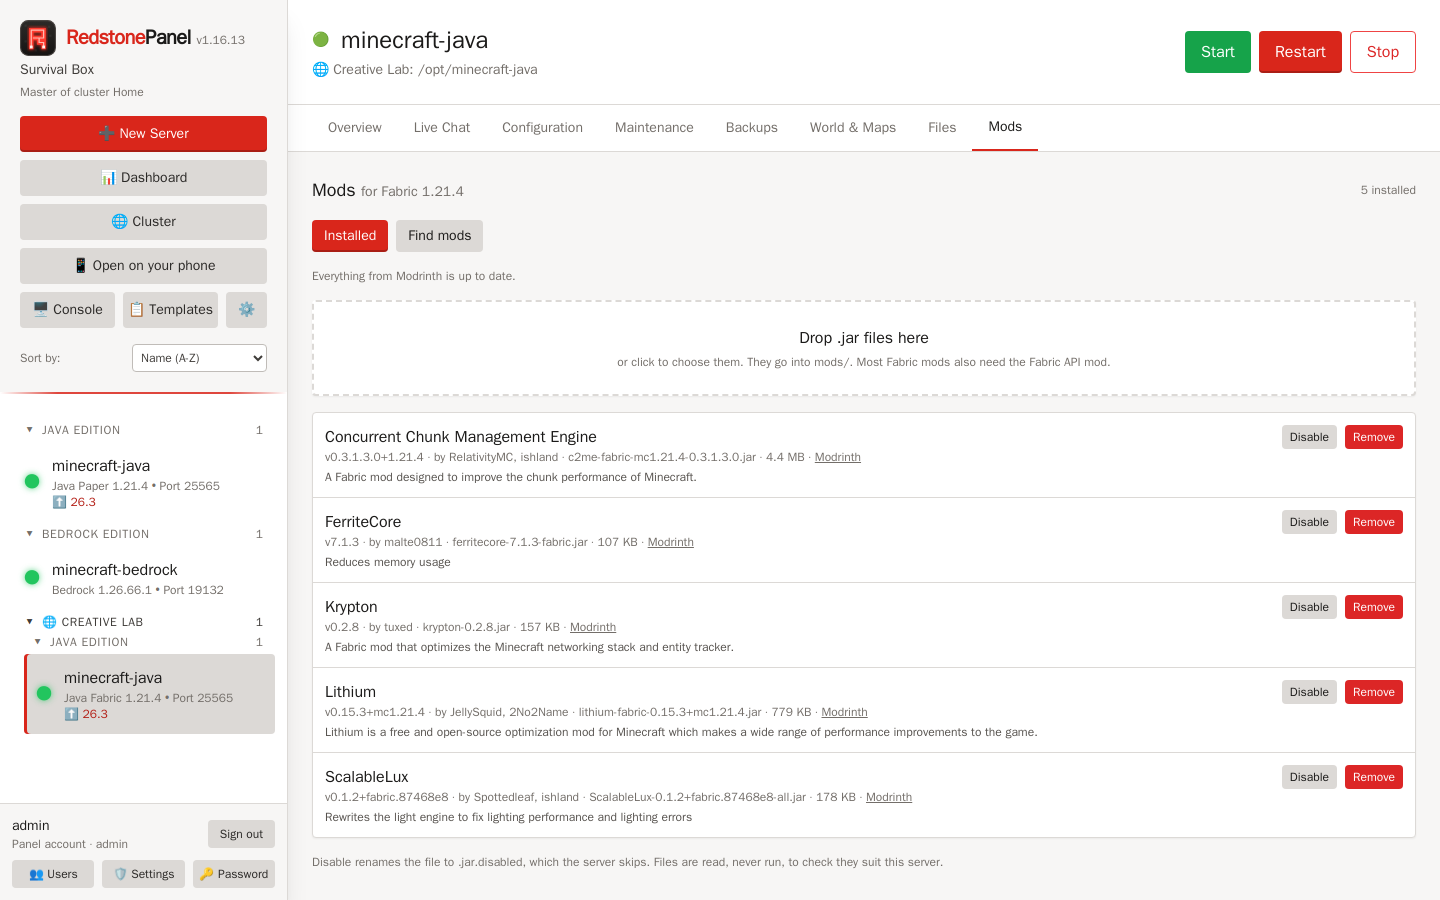 RedstonePanel v1.16.13
Survival Box
Master of cluster Home
➕ New Server
📊 Dashboard
🌐 Cluster
📱 Open on your phone
🖥️ Console
📋 Templates
⚙️
Sort by:
Name (A-Z)
▼ JAVA EDITION 1
minecraft-java
Java Paper 1.21.4 • Port 25565
⬆️ 26.3
▼ BEDROCK EDITION 1
minecraft-bedrock
Bedrock 1.26.66.1 • Port 19132
▼ 🌐 CREATIVE LAB 1
▼ JAVA EDITION 1
minecraft-java
Java Fabric 1.21.4 • Port 25565
⬆️ 26.3
admin
Panel account · admin
Sign out
👥 Users
🛡️ Settings
🔑 Password
🟢 minecraft-java
🌐 Creative Lab: /opt/minecraft-java
Start
Restart
Stop
Overview
Live Chat
Configuration
Maintenance
Backups
World & Maps
Files
Mods
Mods for Fabric 1.21.4
5 installed
Installed
Find mods
Everything from Modrinth is up to date.
Drop .jar files here
or click to choose them. They go into mods/. Most Fabric mods also need the Fabric API mod.
Concurrent Chunk Management Engine
v0.3.1.3.0+1.21.4 · by RelativityMC, ishland · c2me-fabric-mc1.21.4-0.3.1.3.0.jar · 4.4 MB · Modrinth
A Fabric mod designed to improve the chunk performance of Minecraft.
Disable
Remove
FerriteCore
v7.1.3 · by malte0811 · ferritecore-7.1.3-fabric.jar · 107 KB · Modrinth
Reduces memory usage
Disable
Remove
Krypton
v0.2.8 · by tuxed · krypton-0.2.8.jar · 157 KB · Modrinth
A Fabric mod that optimizes the Minecraft networking stack and entity tracker.
Disable
Remove
Lithium
v0.15.3+mc1.21.4 · by JellySquid, 2No2Name · lithium-fabric-0.15.3+mc1.21.4.jar · 779 KB · Modrinth
Lithium is a free and open-source optimization mod for Minecraft which makes a wide range of performance improvements to the game.
Disable
Remove
ScalableLux
v0.1.2+fabric.87468e8 · by Spottedleaf, ishland · ScalableLux-0.1.2+fabric.87468e8-all.jar · 178 KB · Modrinth
Rewrites the light engine to fix lighting performance and lighting errors
Disable
Remove
Disable renames the file to .jar.disabled, which the server skips. Files are read, never run, to check they suit this server.